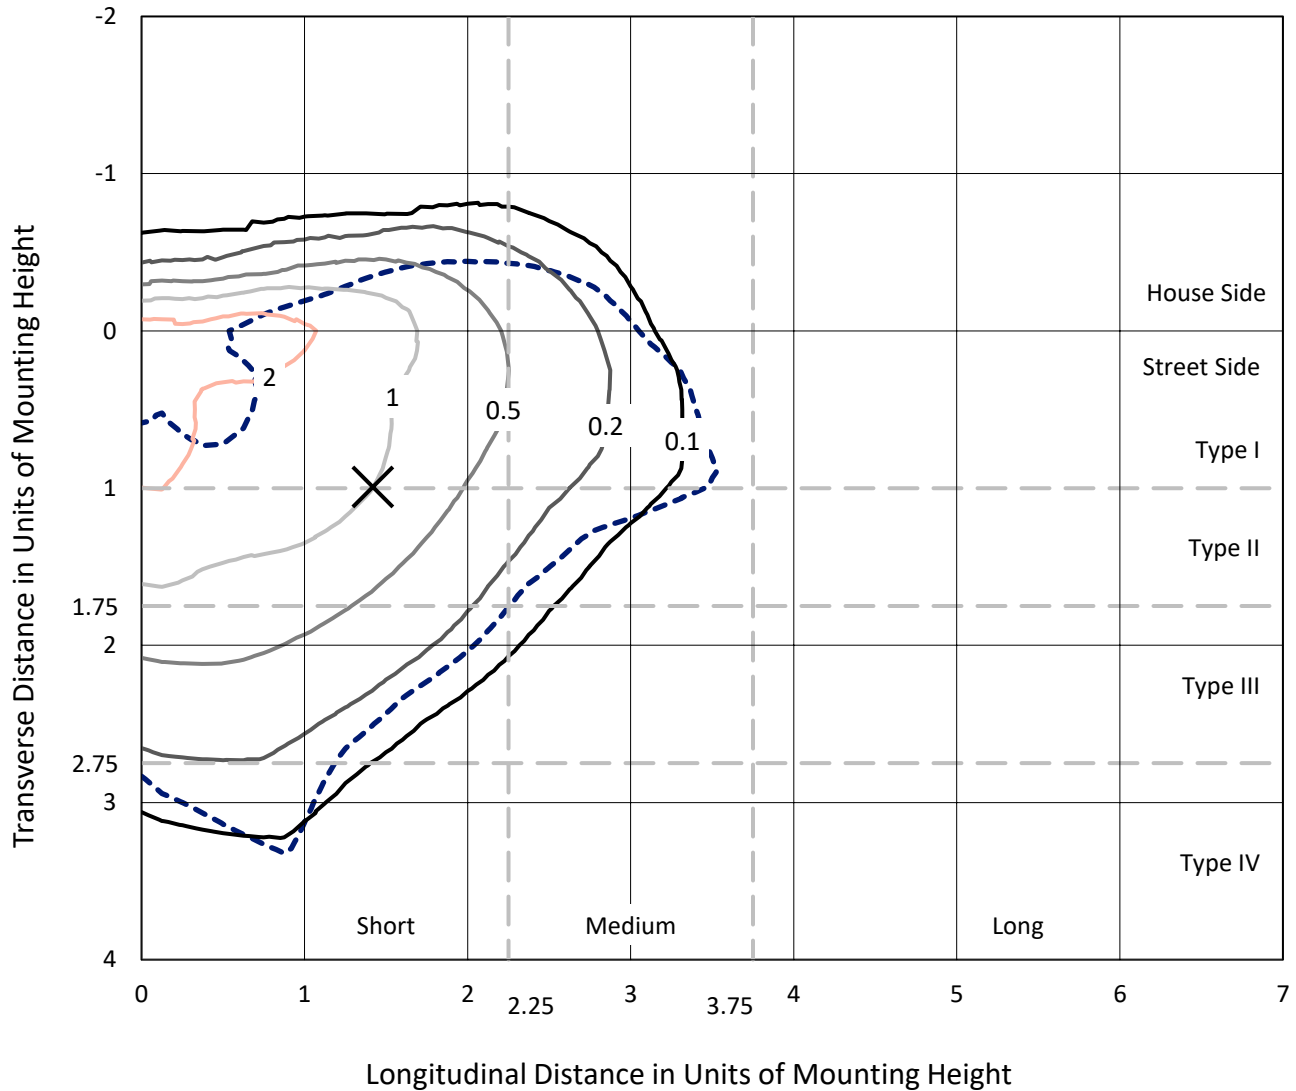 -2
-1
0
1
1.75
2
2.75
3
4
Transverse Distance in Units of Mounting Height
House Side
Street Side
Type I
Type II
Type III
Type IV
2
1
0.5
0.2
0.1
Short
Medium
Long
0
1
2
2.25
3
3.75
4
5
6
7
Longitudinal Distance in Units of Mounting Height